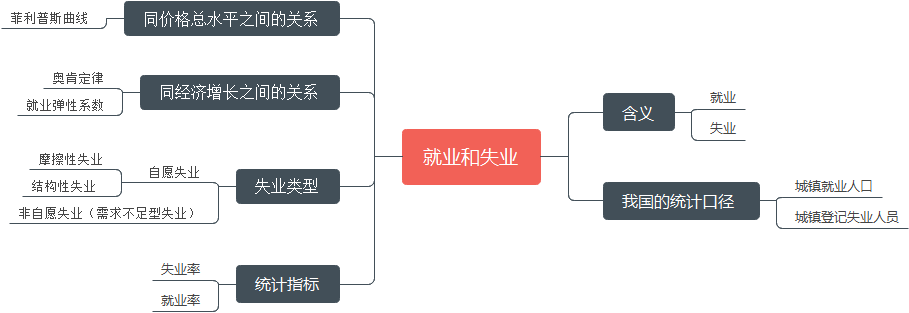 就业和失业
含义
就业
失业
我国的统计口径
城镇就业人口
城镇登记失业人员
同价格总水平之间的关系
菲利普斯曲线
同经济增长之间的关系
奥肯定律
就业弹性系数
失业类型
自愿失业
摩擦性失业
结构性失业
非自愿失业（需求不足型失业）
统计指标
失业率
就业率